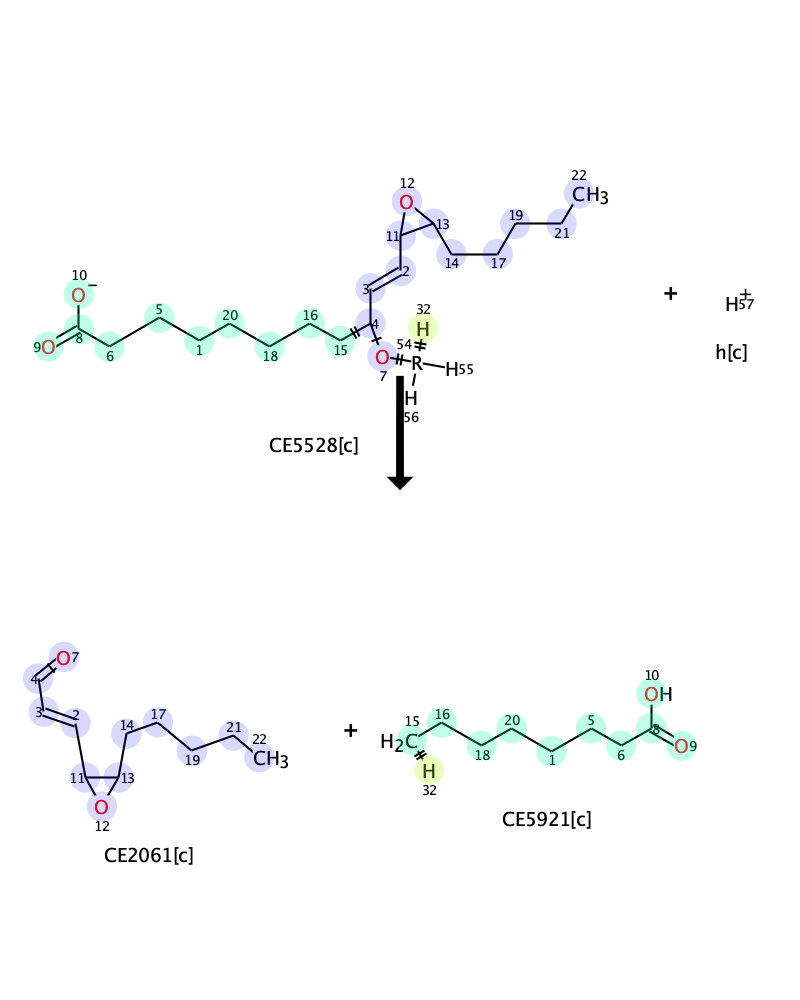 22
12 CH3
O 19
13
11 21
10 2 14 17
O − 3 32 + H+57
5 20 16 4 H
9O 8 54 h[c]
6 1 18 15 O R H55
7 H
56
CE5528[c]
O7
4 10
17 15 16 20 5 OH
3 2 14 21 22 + H2C 8
19 CH3 18 1 6 O9
11 13 H
O 32
12 CE5921[c]
CE2061[c]